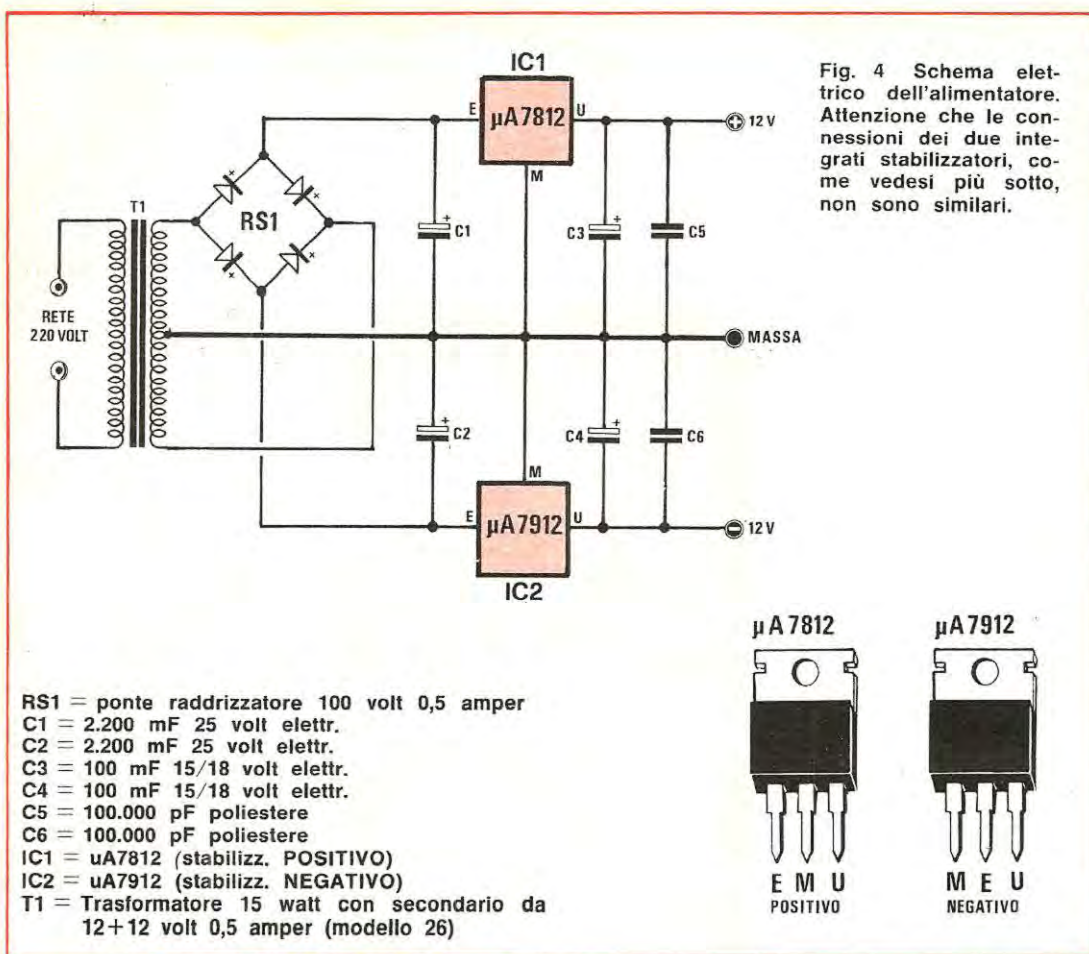 IC1
µA7812
E
U
M
12 V
Fig. 4 Schema elet-
trico dell'alimentatore.
Attenzione che le con-
nessioni dei due inte-
grati stabilizzatori, co-
me vedesi più sotto,
non sono similari.
T1
RS1
+
C1
+
C3
C5
RETE
220 VOLT
MASSA
+
C2
+
C4
C6
M
E
U
µA7912
12 V
IC2
µA7812
µA7912
RS1 = ponte raddrizzatore 100 volt 0,5 amper
C1 = 2.200 mF 25 volt elettr.
C2 = 2.200 mF 25 volt elettr.
C3 = 100 mF 15/18 volt elettr.
C4 = 100 mF 15/18 volt elettr.
C5 = 100.000 pF poliestere
C6 = 100.000 pF poliestere
IC1 = uA7812 (stabilizz. POSITIVO)
IC2 = uA7912 (stabilizz. NEGATIVO)
T1 = Trasformatore 15 watt con secondario da
12+12 volt 0,5 amper (modello 26)
E M U
POSITIVO
M E U
NEGATIVO